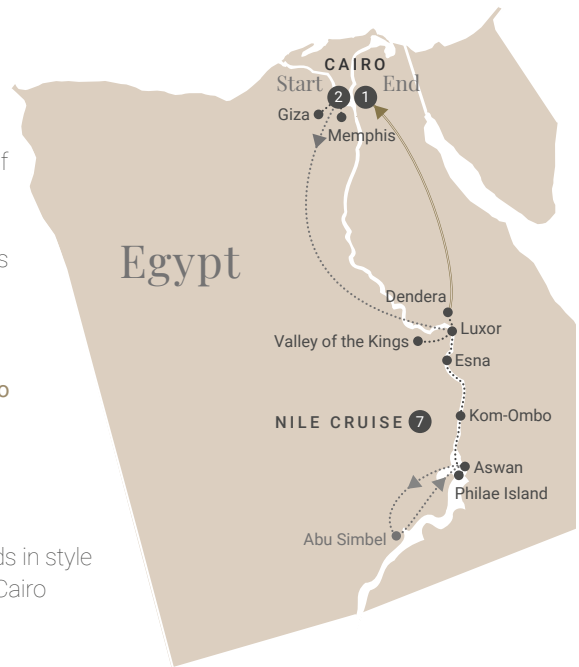 CAIRO
Start
2
1
End
Giza
Memphis
f
s
Egypt
Dendera
Luxor
Valley of the Kings
Esna
o
Kom-Ombo
NILE CRUISE 7
Aswan
Philae Island
Abu Simbel
ds in style
Cairo